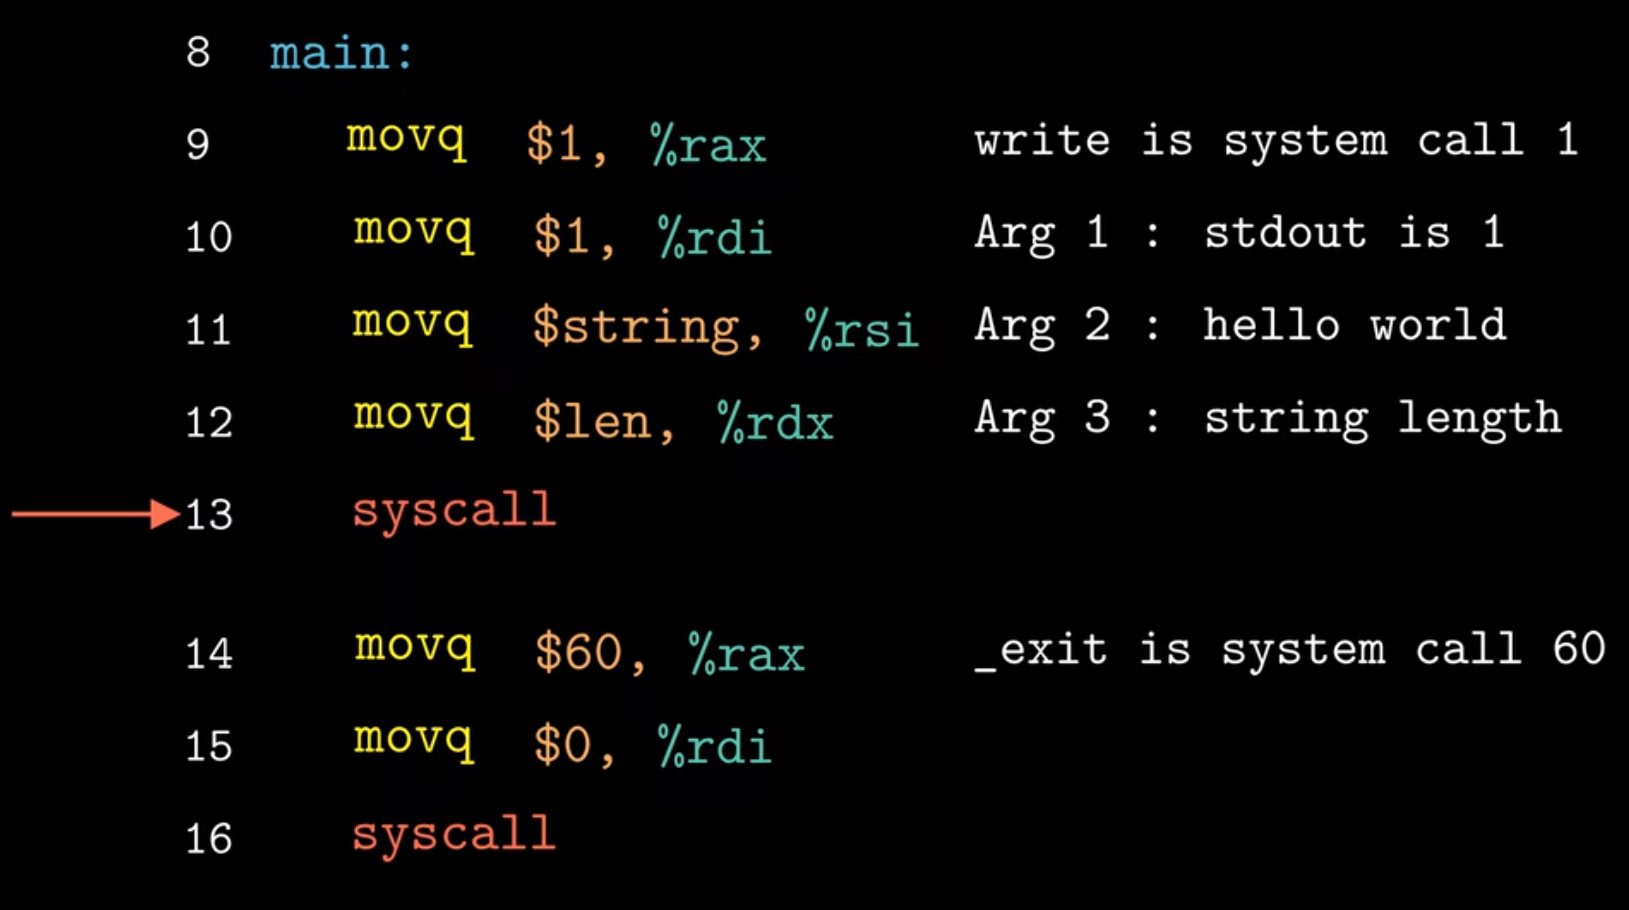 8 main:
9 movq $1, %rax write is system call 1
10 movq $1, %rdi Arg 1 : stdout is 1
11 movq $string, %rsi Arg 2 : hello world
12 movq $len, %rdx Arg 3 : string length
13 syscall
14 movq $60, %rax _exit is system call 60
15 movq $0, %rdi
16 syscall